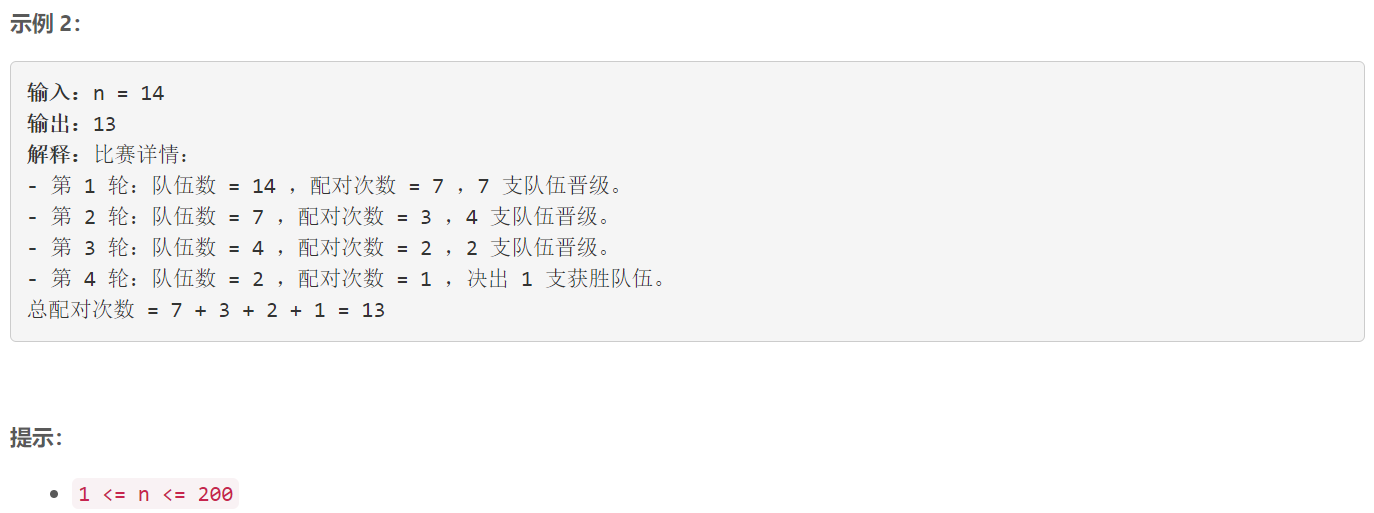 示例 2：
输入：n = 14
输出：13
解释：比赛详情：
- 第 1 轮：队伍数 = 14 ，配对次数 = 7 ，7 支队伍晋级。
- 第 2 轮：队伍数 = 7 ，配对次数 = 3 ，4 支队伍晋级。
- 第 3 轮：队伍数 = 4 ，配对次数 = 2 ，2 支队伍晋级。
- 第 4 轮：队伍数 = 2 ，配对次数 = 1 ，决出 1 支获胜队伍。
总配对次数 = 7 + 3 + 2 + 1 = 13
提示：
• 1 <= n <= 200